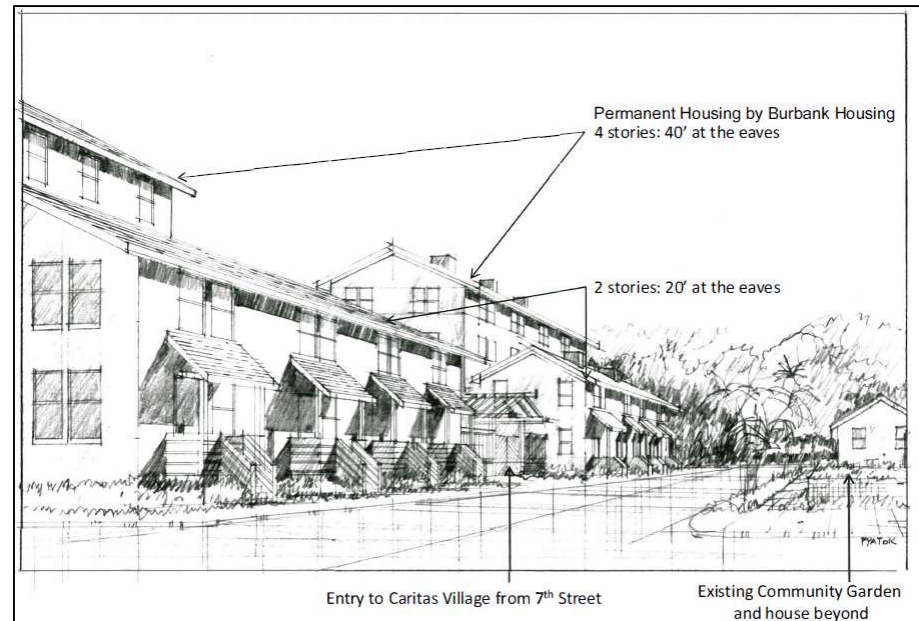 Permanent Housing by Burbank Housing
4 stories: 40’ at the eaves
2 stories: 20’ at the eaves
PYATOK
Entry to Caritas Village from 7th Street
Existing Community Garden
and house beyond